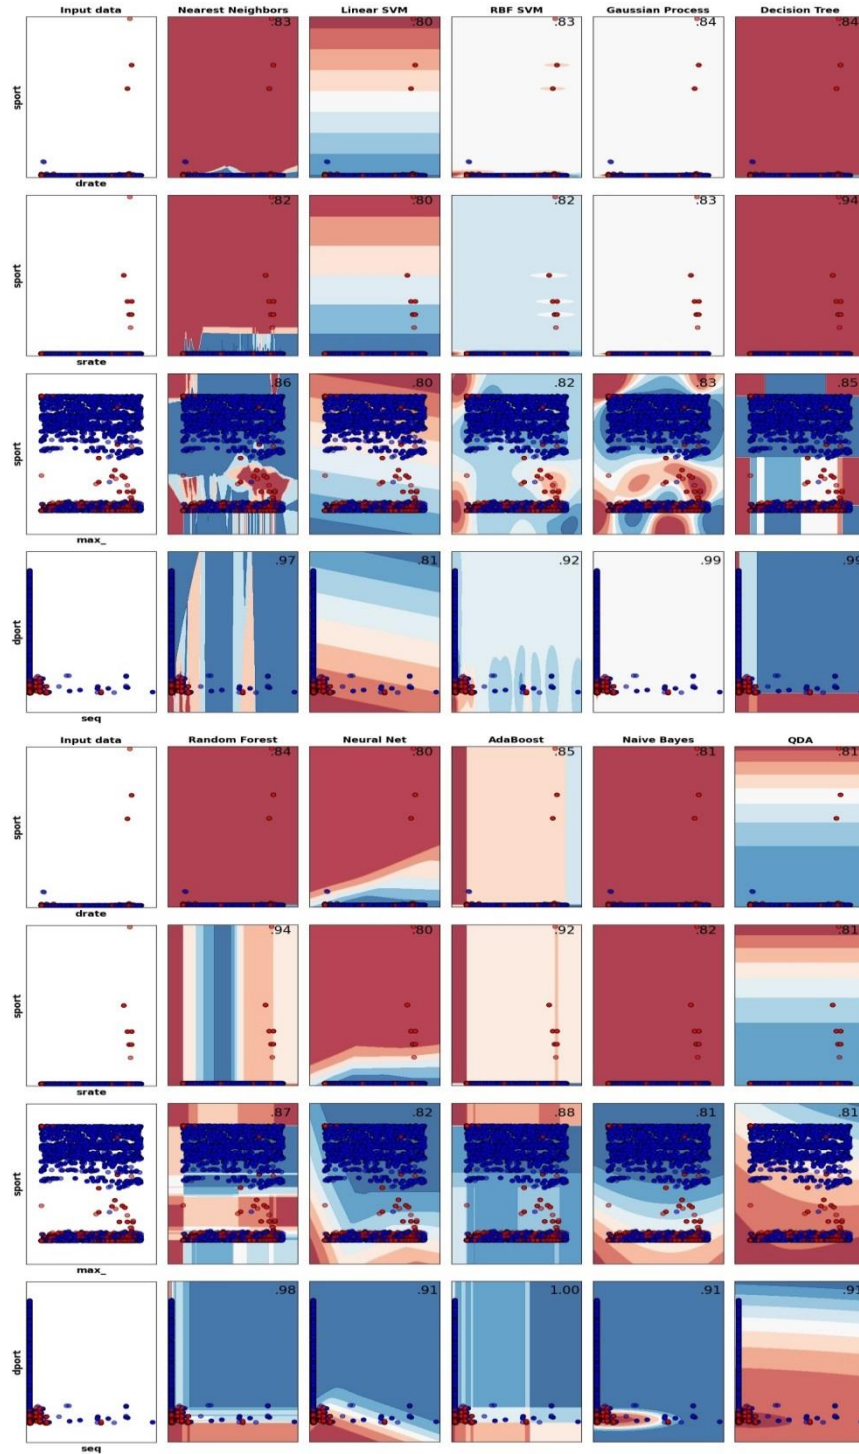 Input data Nearest Neighbors Linear SVM RBF SVM Gaussian Process Decision Tree
.83 .80 .83 .84 .84
sport
drate
.82 .80 .82 .83 .94
sport
srate
.86 .80 .82 .83 .85
sport
max_
.97 .81 .92 .99 .99
dport
seq
Input data Random Forest Neural Net AdaBoost Naive Bayes QDA
.84 .80 .85 .81 .81
sport
drate
.94 .80 .92 .82 .81
sport
srate
.87 .82 .88 .81 .81
sport
max_
.98 .91 1.00 .91 .91
dport
seq